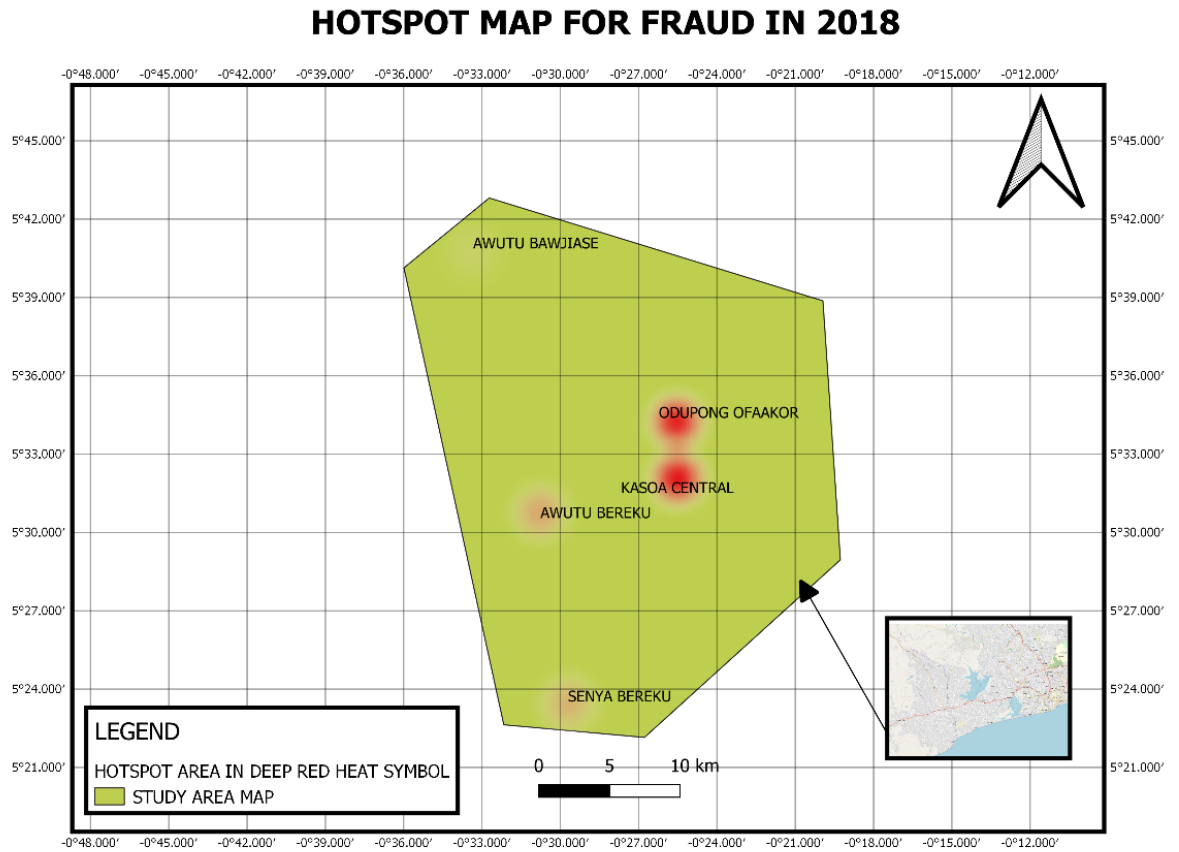 HOTSPOT MAP FOR FRAUD IN 2018
-0°48.000' -0°45.000' -0°42.000' -0°39.000' -0°36.000' -0°33.000' -0°30.000' -0°27.000' -0°24.000' -0°21.000' -0°18.000' -0°15.000' -0°12.000'
5°45.000' 5°45.000'
5°42.000' 5°42.000'
AWUTU BAWJIASE
5°39.000' 5°39.000'
5°36.000' 5°36.000'
ODUPONG OFAAKOR
5°33.000' 5°33.000'
KASOA CENTRAL
AWUTU BEREKU
5°30.000' 5°30.000'
5°27.000' 5°27.000'
5°24.000' 5°24.000'
SENYA BEREKU
LEGEND
0 5 10 km
5°21.000' 5°21.000'
HOTSPOT AREA IN DEEP RED HEAT SYMBOL
STUDY AREA MAP
-0°48.000' -0°45.000' -0°42.000' -0°39.000' -0°36.000' -0°33.000' -0°30.000' -0°27.000' -0°24.000' -0°21.000' -0°18.000' -0°15.000' -0°12.000'